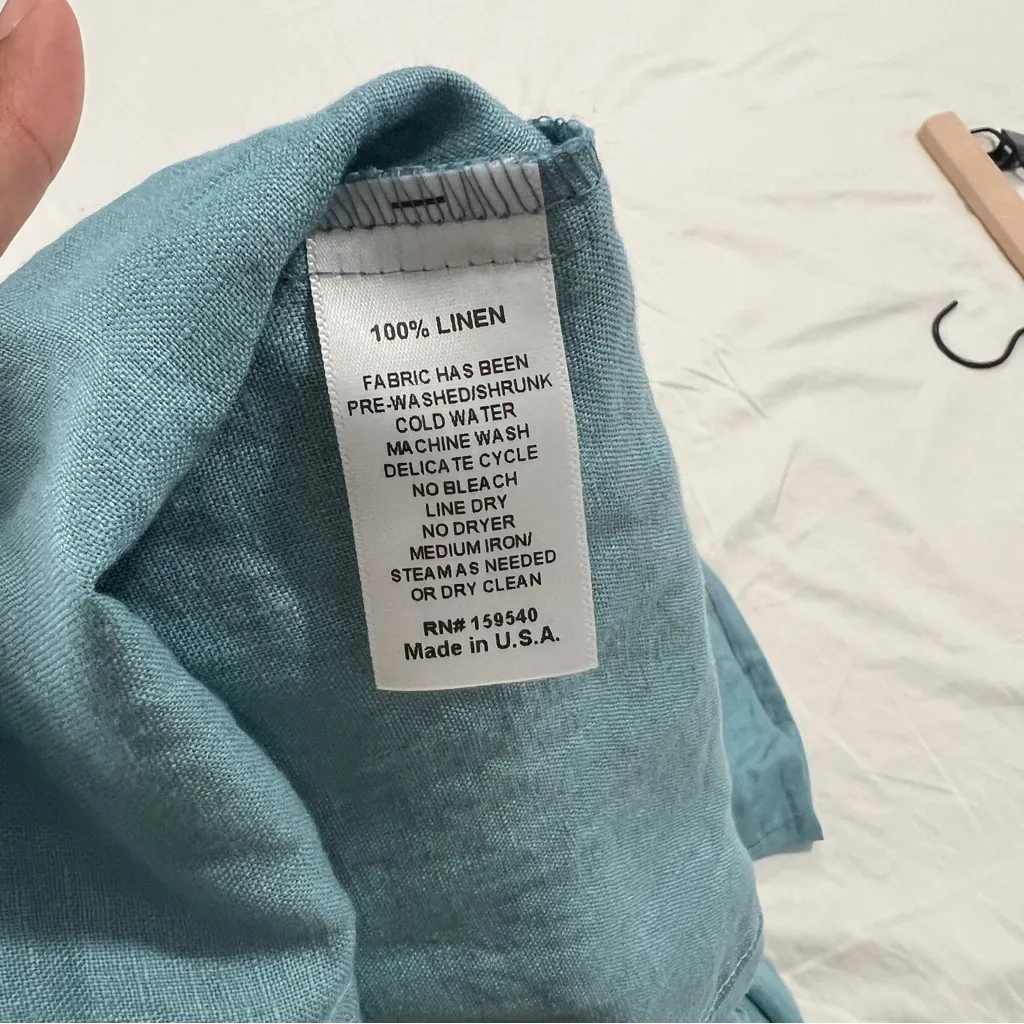 100% LINEN
FABRIC HAS BEEN
PRE-WASHED/SHRUNK
COLD WATER
MACHINE WASH
DELICATE CYCLE
NO BLEACH
LINE DRY
NO DRYER
MEDIUM IRON/
STEAM AS NEEDED
OR DRY CLEAN
RN# 159540
Made in U.S.A.